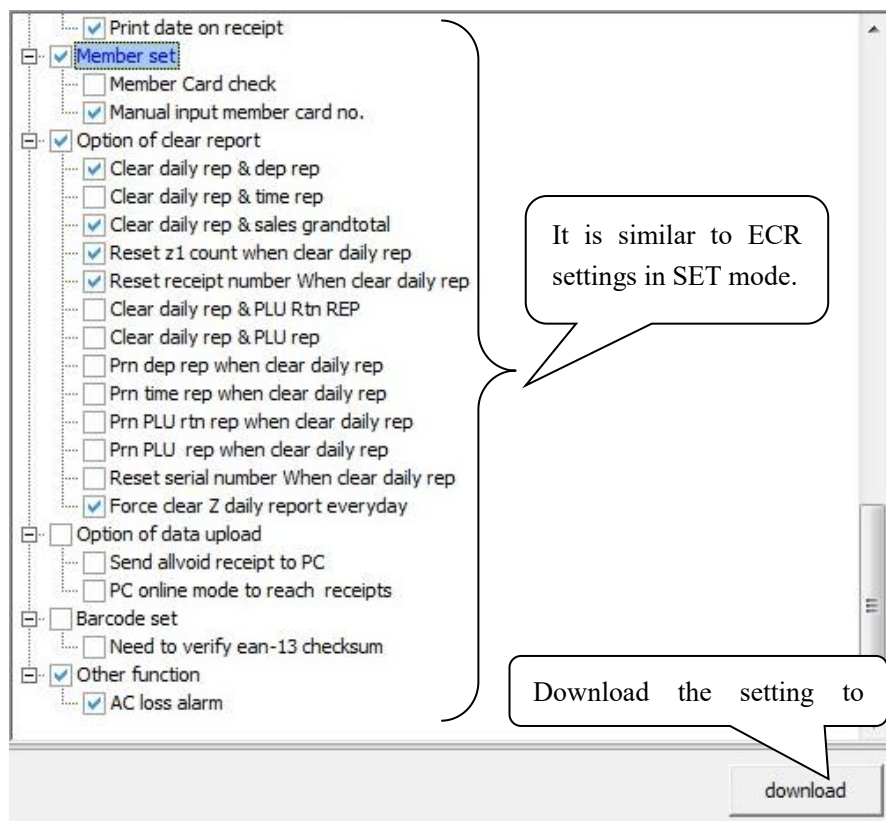 Print date on receipt
Member set
Member Card check
Manual input member card no.
Option of clear report
Clear daily rep & dep rep
Clear daily rep & time rep
Clear daily rep & sales grandtotal
Reset z1 count when clear daily rep
Reset receipt number When clear daily rep
Clear daily rep & PLU Rtn REP
Clear daily rep & PLU rep
Prn dep rep when clear daily rep
Prn time rep when clear daily rep
Prn PLU rtn rep when clear daily rep
Prn PLU  rep when clear daily rep
Reset serial number When clear daily rep
Force clear Z daily report everyday
Option of data upload
Send allvoid receipt to PC
PC online mode to reach  receipts
Barcode set
Need to verify ean-13 checksum
Other function
AC loss alarm
It is similar to ECR
settings in SET mode.
Download the setting to
download